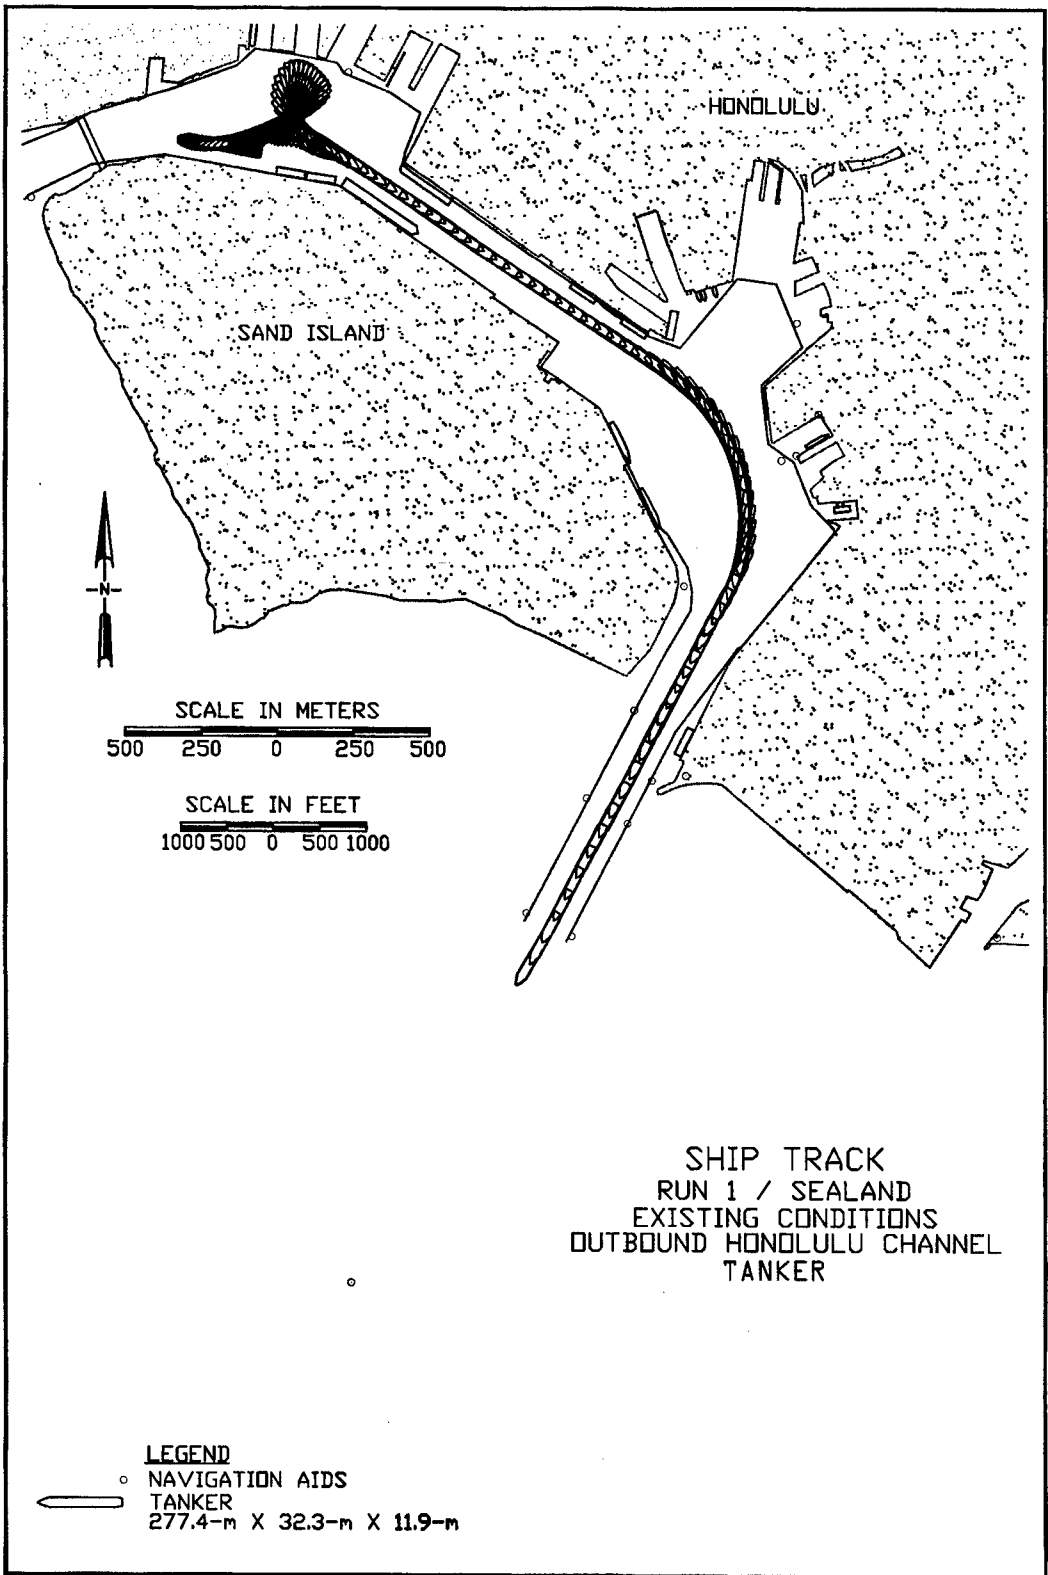 HONOLULU
SAND ISLAND
-N-
SCALE IN METERS
500 250 0 250 500
SCALE IN FEET
1000 500 0 500 1000
SHIP TRACK
RUN 1 / SEALAND
EXISTING CONDITIONS
OUTBOUND HONOLULU CHANNEL
TANKER
LEGEND
NAVIGATION AIDS
TANKER
277.4-m X 32.3-m X 11.9-m